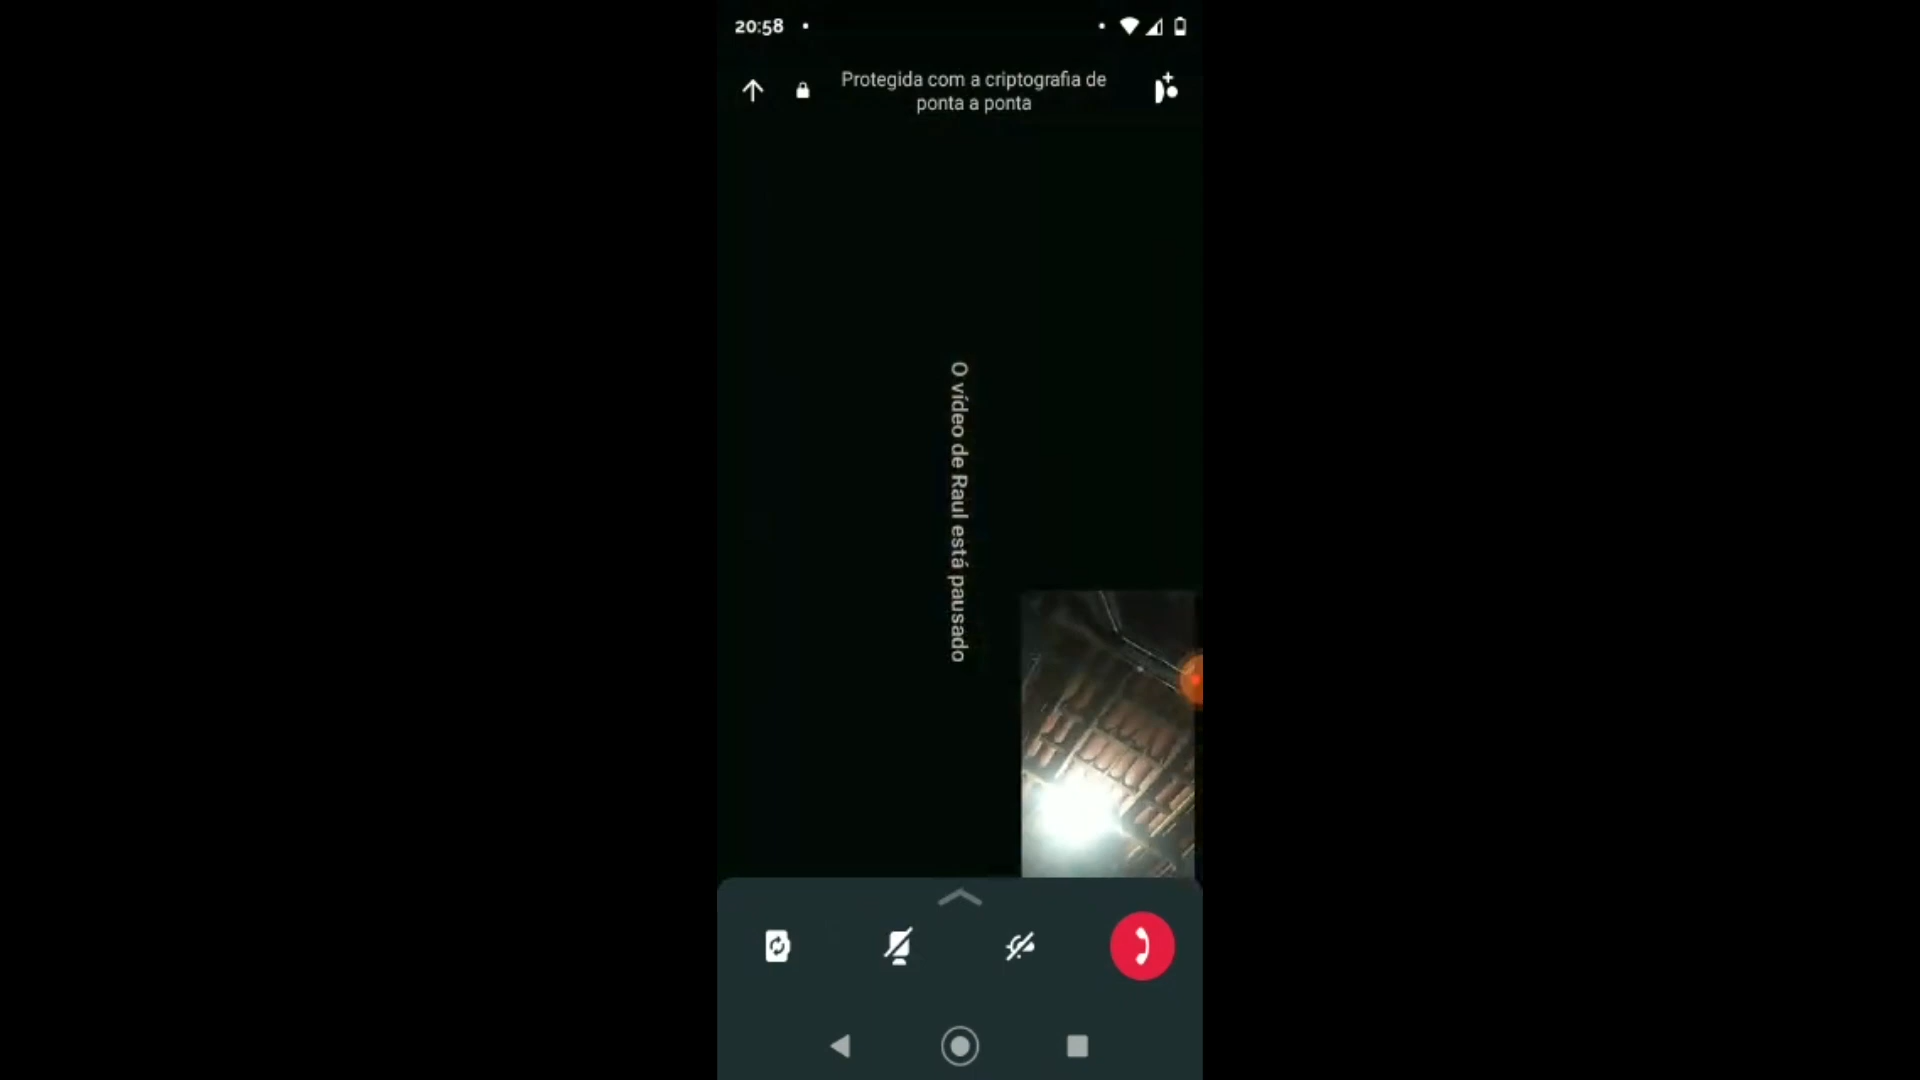 20:58
Protegida com a criptografia de
ponta a ponta
O vídeo de Raul está pausado